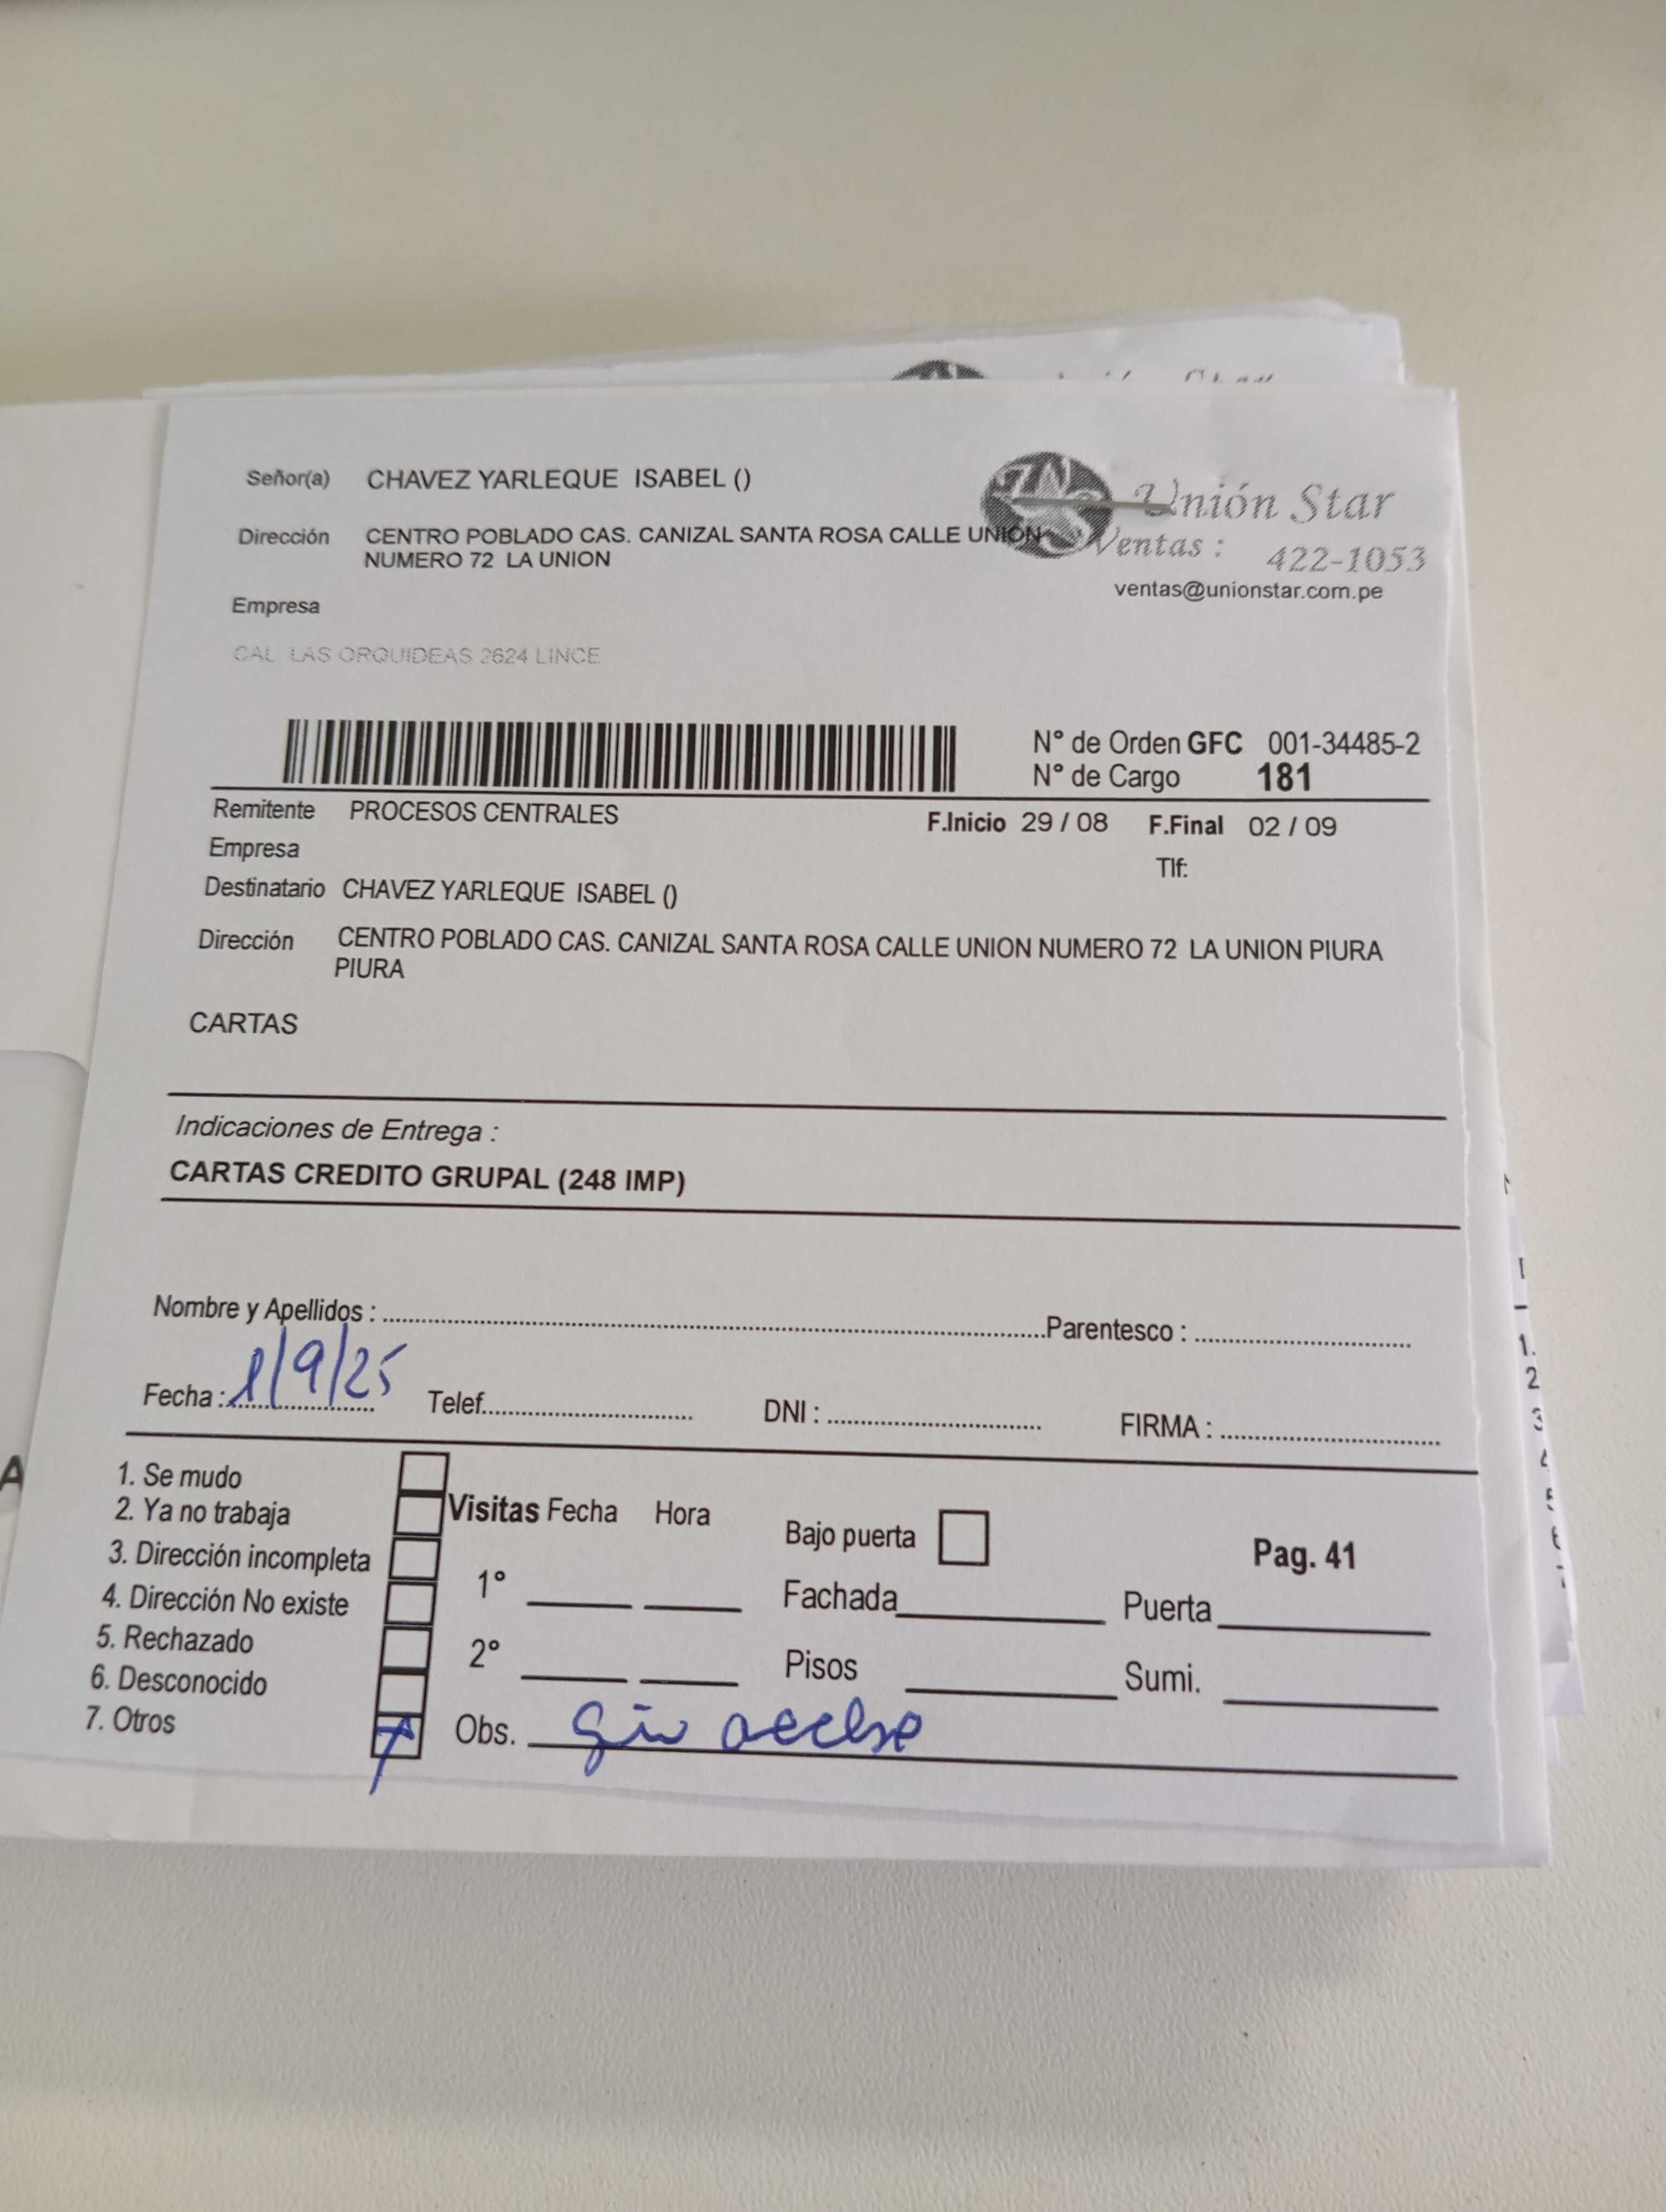 Señor(a) CHAVEZ YARLEQUE ISABEL ()
Unión Star
Dirección CENTRO POBLADO CAS. CANIZAL SANTA ROSA CALLE UNION
NUMERO 72 LA UNION
Ventas : 422-1053
ventas@unionstar.com.pe
Empresa
CAL. LAS ORQUIDEAS 2624 LINCE
N° de Orden GFC 001-34485-2
N° de Cargo 181
Remitente PROCESOS CENTRALES
F.Inicio 29 / 08 F.Final 02 / 09
Empresa
Tlf:
Destinatario CHAVEZ YARLEQUE ISABEL ()
Dirección CENTRO POBLADO CAS. CANIZAL SANTA ROSA CALLE UNION NUMERO 72 LA UNION PIURA
PIURA
CARTAS
Indicaciones de Entrega :
CARTAS CREDITO GRUPAL (248 IMP)
Nombre y Apellidos : Parentesco :
Fecha : 1/9/25 Telef. DNI : FIRMA :
1. Se mudo
2. Ya no trabaja
3. Dirección incompleta
4. Dirección No existe
5. Rechazado
6. Desconocido
7. Otros
Visitas Fecha Hora
1°
2°
Bajo puerta
Pag. 41
Fachada Puerta
Pisos Sumi.
Obs. Sin